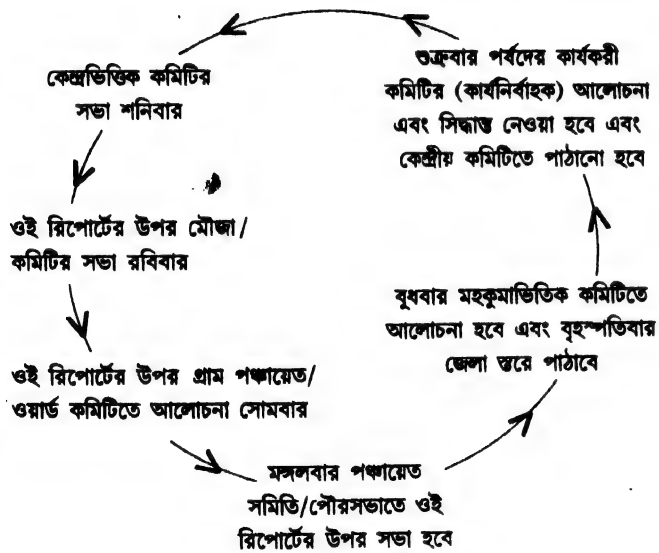 কেন্দ্রভিত্তিক কমিটির
সভা শনিবার
ওই রিপোর্টের উপর মৌজা/
কমিটির সভা রবিবার
ওই রিপোর্টের উপর গ্রাম পঞ্চায়েত/
ওয়ার্ড কমিটিতে আলোচনা সোমবার
মঙ্গলবার পঞ্চায়েত
সমিতি/পৌরসভাতে ওই
রিপোর্টের উপর সভা হবে
বুধবার মহকুমাভিতিক কমিটিতে
আলোচনা হবে এবং বৃহস্পতিবার
জেলা স্তরে পাঠাবে
শুক্রবার পর্ষদের কার্যকরী
কমিটির (কার্যনির্বাহক) আলোচনা
এবং সিদ্ধান্ত নেওয়া হবে এবং
কেন্দ্রীয় কমিটিতে পাঠানো হবে